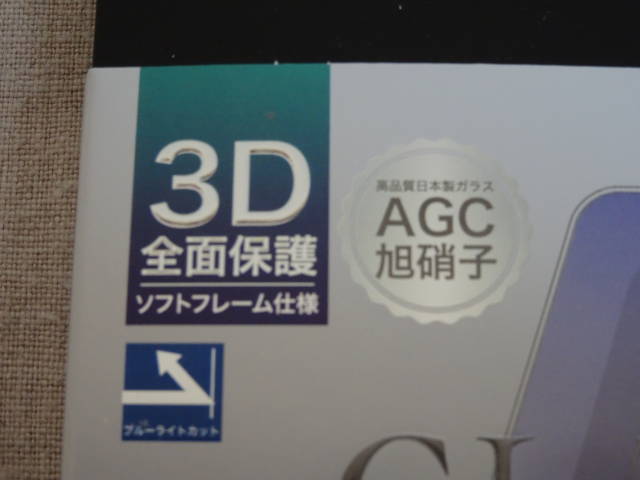 3D
全面保護
ソフトフレーム仕様
高品質日本製ガラス
AGC
旭硝子
ブルーライトカット